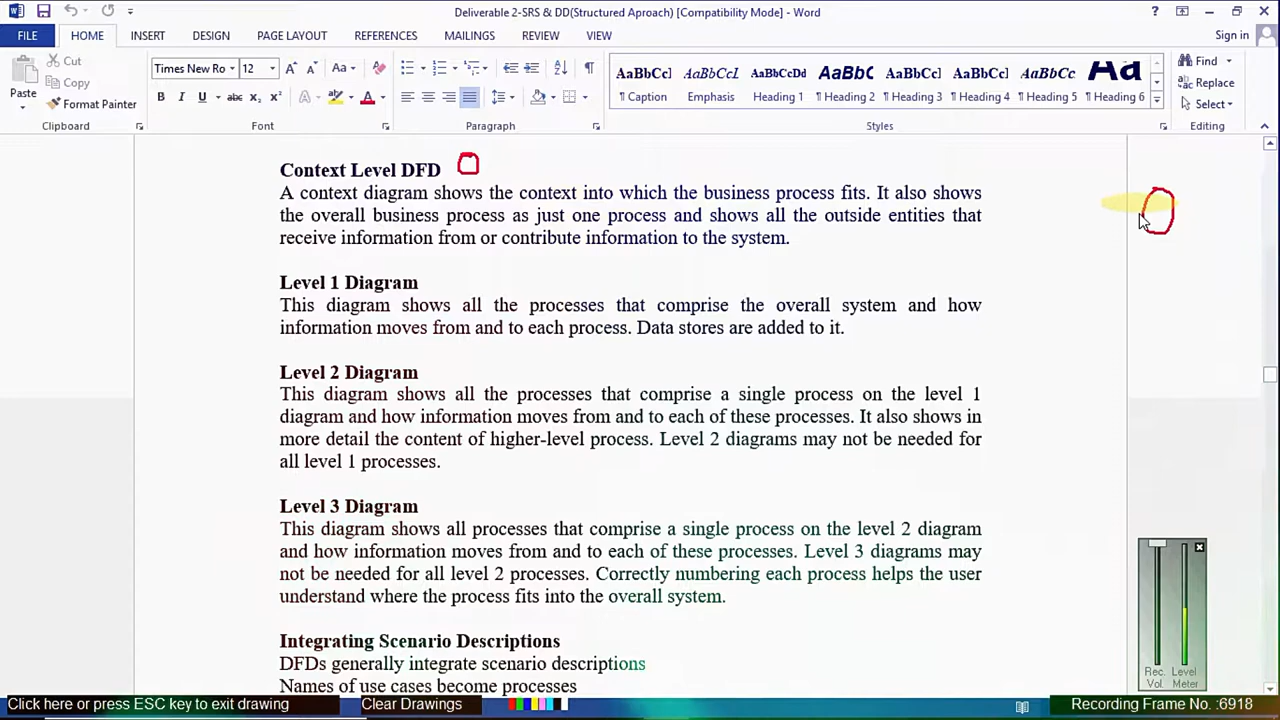 Deliverable 2-SRS & DD(Structured Aproach) [Compatibility Mode] - Word
Sign in
FILE HOME INSERT DESIGN PAGE LAYOUT REFERENCES MAILINGS REVIEW VIEW
Paste
Cut
Copy
Format Painter
Clipboard
Times New Ro 12
Font
Paragraph
AaBbCcI AaBbCcL AaBbCcDd AaBbC AaBbCcl AaBbCcl AaBbCc Aa
¶ Caption Emphasis Heading 1 ¶ Heading 2 ¶ Heading 3 ¶ Heading 4 ¶ Heading 5 ¶ Heading 6
Styles
Find
Replace
Select
Editing
Context Level DFD
A context diagram shows the context into which the business process fits. It also shows
the overall business process as just one process and shows all the outside entities that
receive information from or contribute information to the system.
Level 1 Diagram
This diagram shows all the processes that comprise the overall system and how
information moves from and to each process. Data stores are added to it.
Level 2 Diagram
This diagram shows all the processes that comprise a single process on the level 1
diagram and how information moves from and to each of these processes. It also shows in
more detail the content of higher-level process. Level 2 diagrams may not be needed for
all level 1 processes.
Level 3 Diagram
This diagram shows all processes that comprise a single process on the level 2 diagram
and how information moves from and to each of these processes. Level 3 diagrams may
not be needed for all level 2 processes. Correctly numbering each process helps the user
understand where the process fits into the overall system.
Integrating Scenario Descriptions
DFDs generally integrate scenario descriptions
Names of use cases become processes
Rec. Vol.
Level Meter
Click here or press ESC key to exit drawing
Clear Drawings
Recording Frame No. :6918